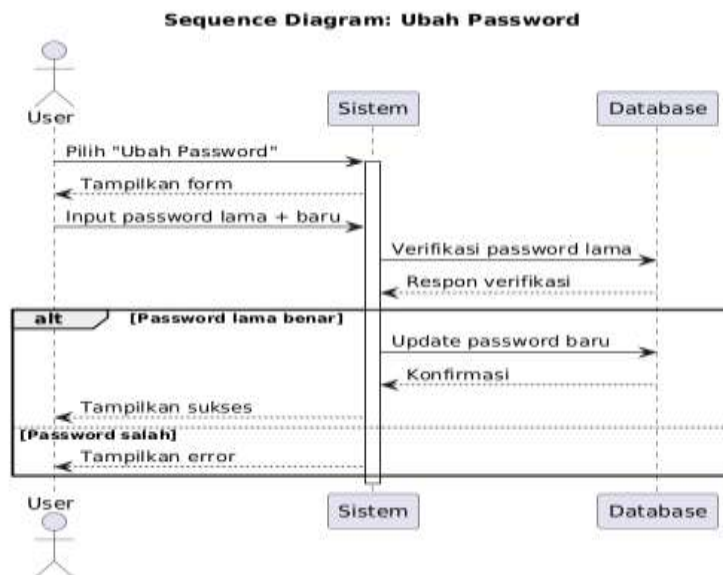 Sequence Diagram: Ubah Password
User
Sistem
Database
Pilih "Ubah Password"
Tampilkan form
Input password lama + baru
Verifikasi password lama
Respon verifikasi
alt [Password lama benar]
Update password baru
Konfirmasi
Tampilkan sukses
[Password salah]
Tampilkan error
User
Sistem
Database